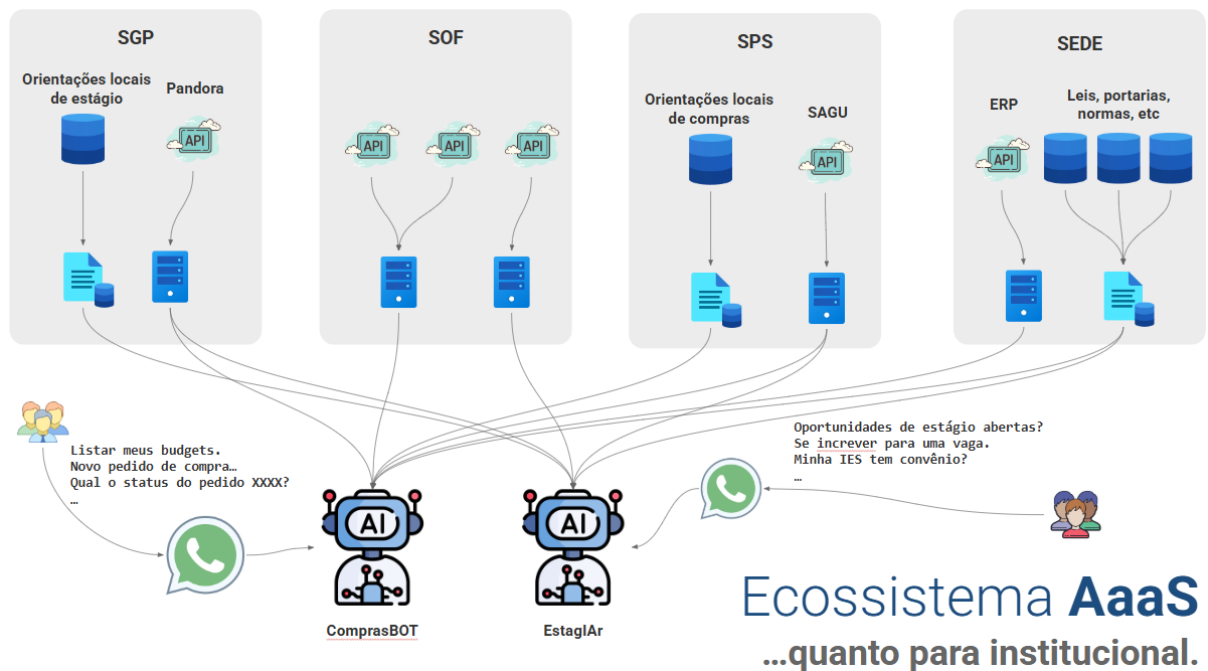 SGP
Orientações locais
de estágio
Pandora
API
SOF
API
API
API
SPS
Orientações locais
de compras
SAGU
API
SEDE
ERP
API
Leis, portarias,
normas, etc
Listar meus budgets.
Novo pedido de compra…
Qual o status do pedido XXXX?
…
Oportunidades de estágio abertas?
Se increver para uma vaga.
Minha IES tem convênio?
…
AI
AI
ComprasBOT
EstagIAr
Ecossistema AaaS
...quanto para institucional.